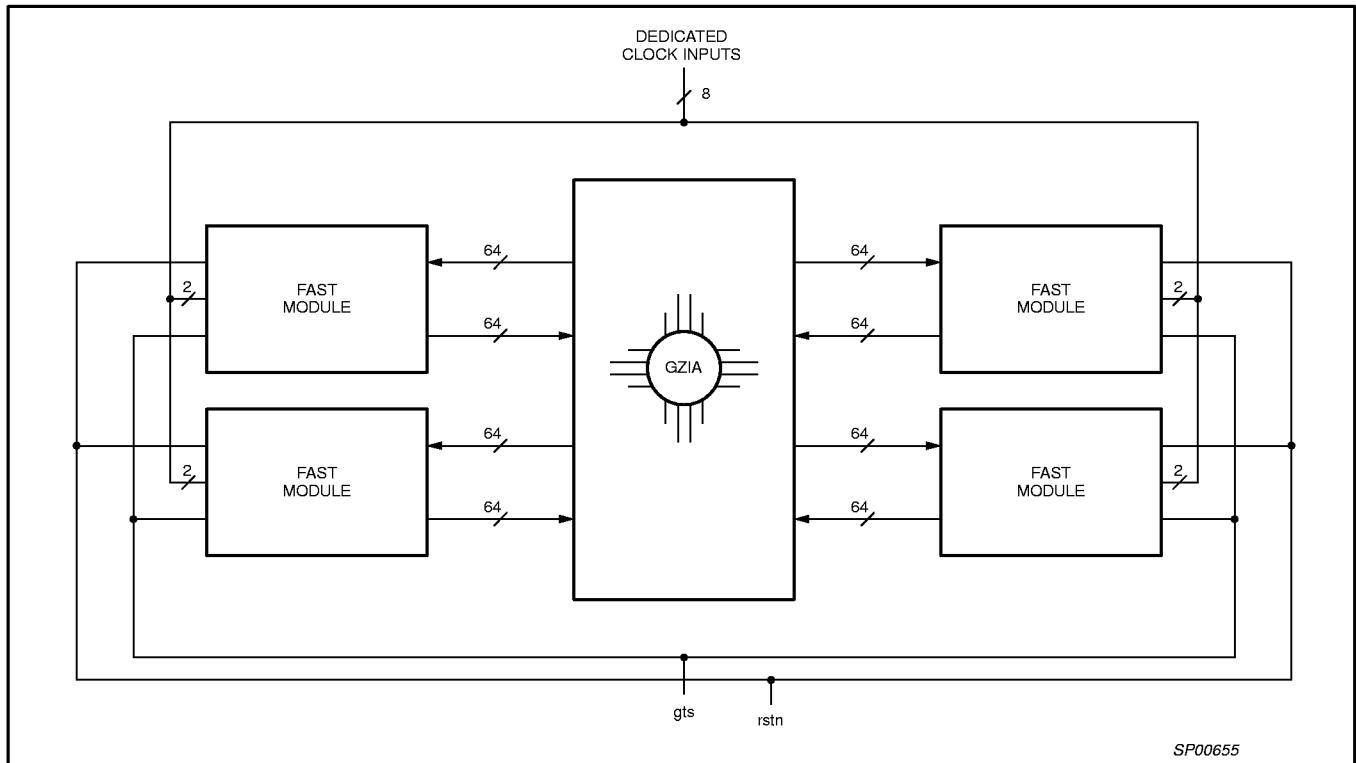 DEDICATED
CLOCK INPUTS
8
64
64
2
FAST
MODULE
FAST
MODULE
2
64
64
GZIA
64
64
2
FAST
MODULE
FAST
MODULE
2
64
64
gts
rstn
SP00655